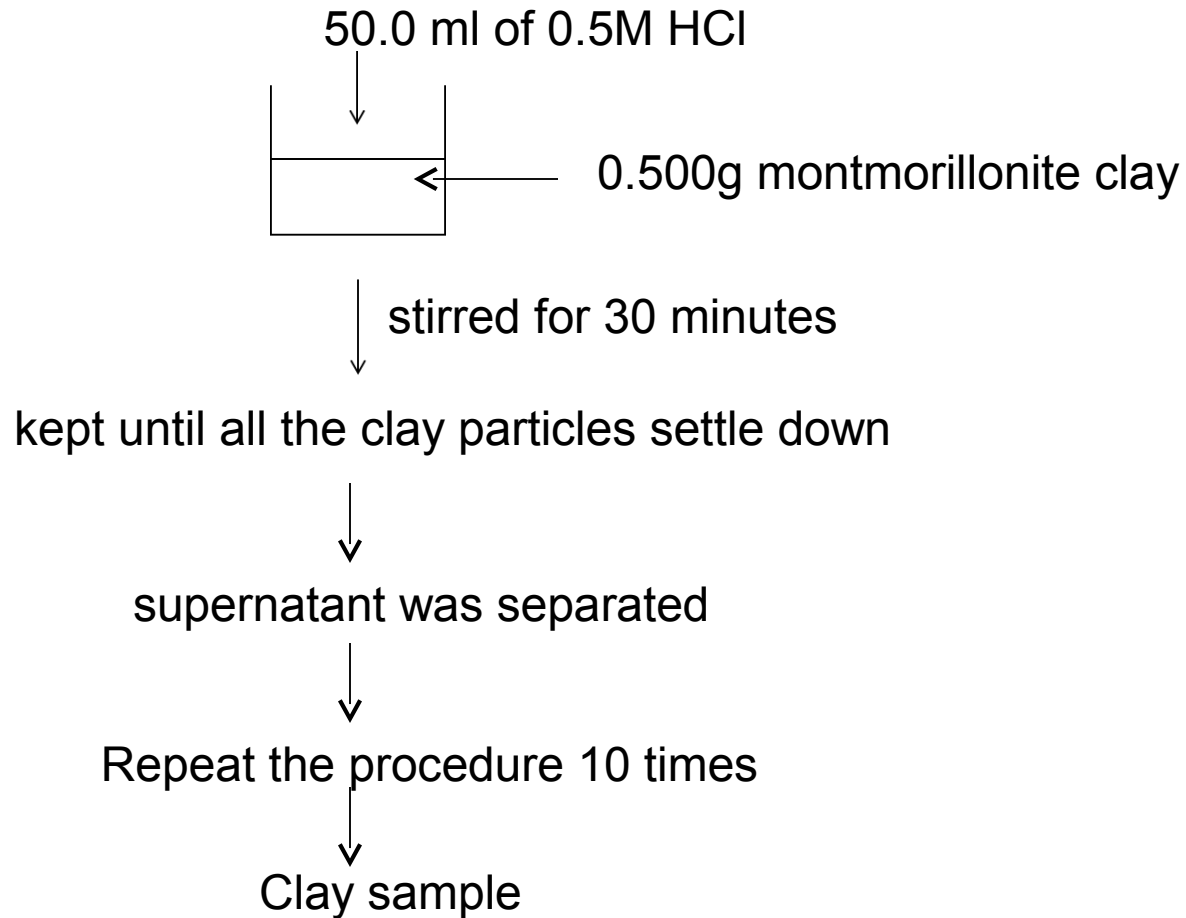 50.0 ml of 0.5M HCl
0.500g montmorillonite clay
stirred for 30 minutes
kept until all the clay particles settle down
supernatant was separated
Repeat the procedure 10 times
Clay sample